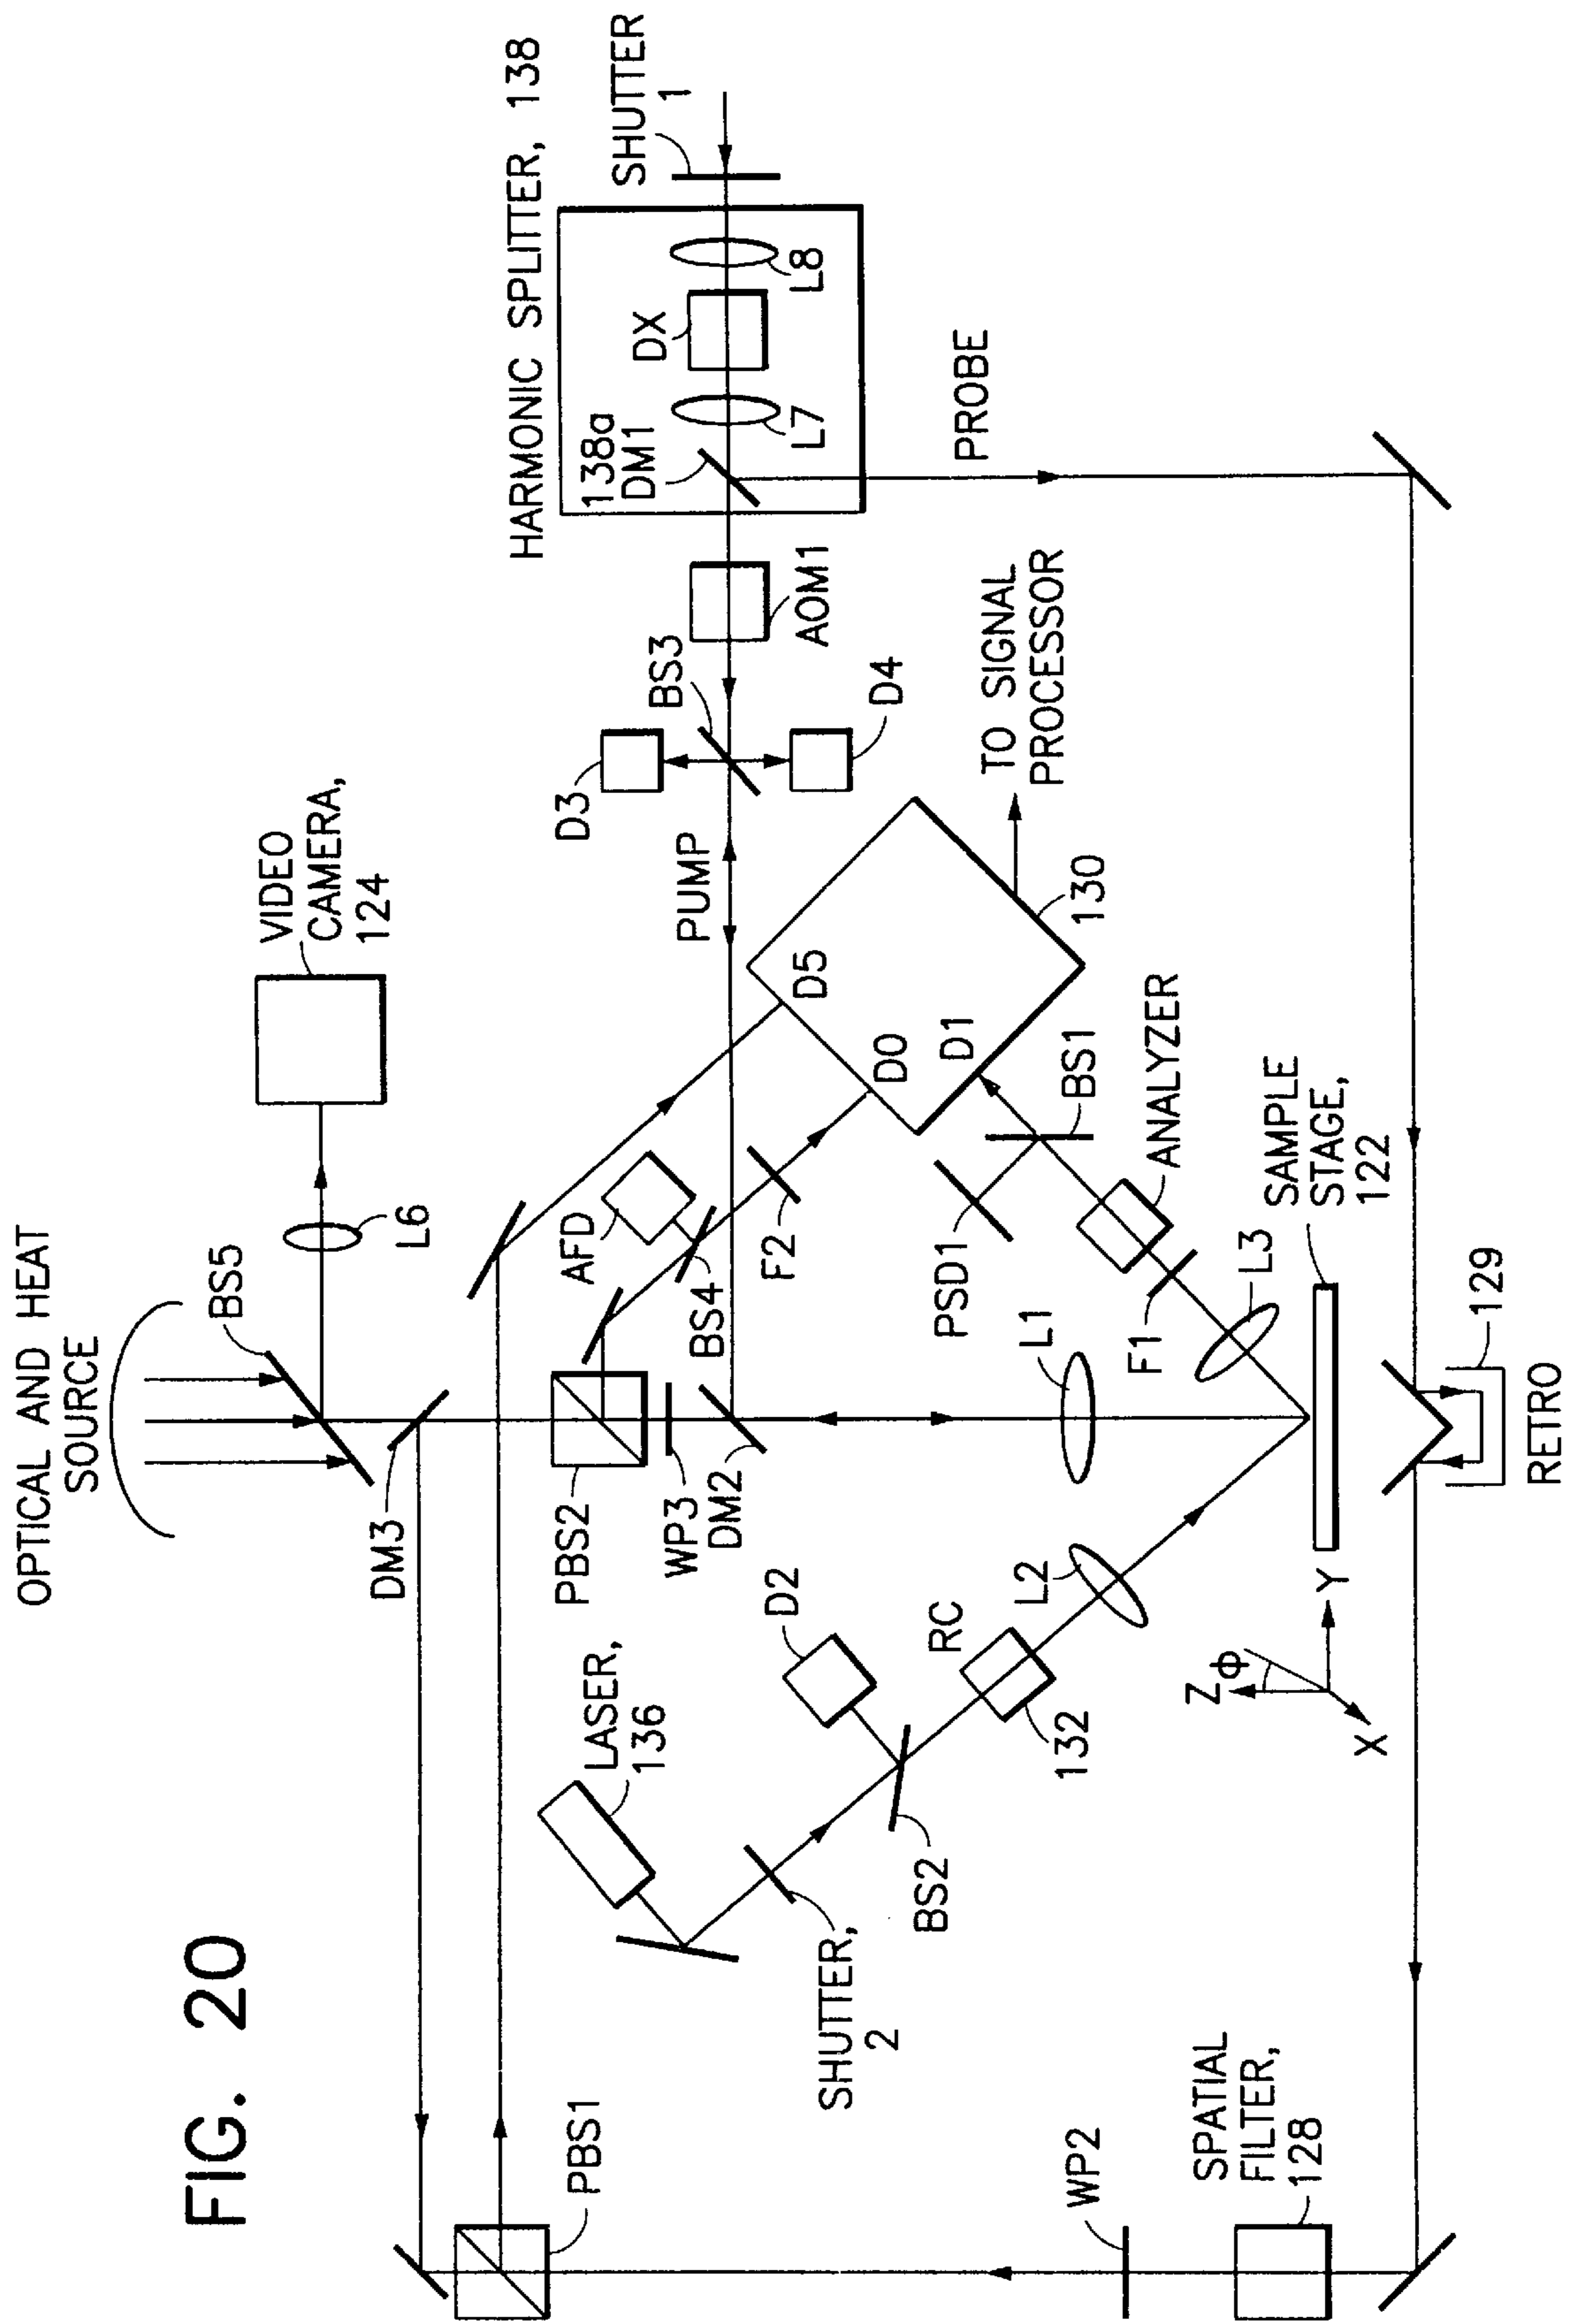 FIG. 20
OPTICAL AND HEAT
SOURCE
BS5
VIDEO
CAMERA,
124
L6
DM3
HARMONIC SPLITTER, 138
SHUTTER
1
138a
DM1
DX
L7
L8
AOM1
BS3
D3
D4
PUMP
PROBE
AFD
BS4
F2
PBS2
WP3
DM2
D5
D0
D1
130
TO SIGNAL
PROCESSOR
PSD1
BS1
ANALYZER
F1
L3
L1
SAMPLE
STAGE,
122
LASER,
136
D2
RC
132
L2
SHUTTER,
2
BS2
Z
Φ
Y
X
129
RETRO
PBS1
WP2
SPATIAL
FILTER,
128